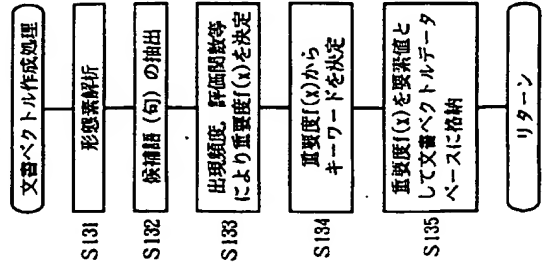 文書ベクトル作成処理
S131
形態素解析
S132
候補語(句)の抽出
S133
出現頻度,評価関数等
により重要度f(x)を決定
S134
重要度f(x)から
キーワードを決定
S135
重要度f(x)を要素値と
して文書ベクトルデータ
ベースに格納
リターン